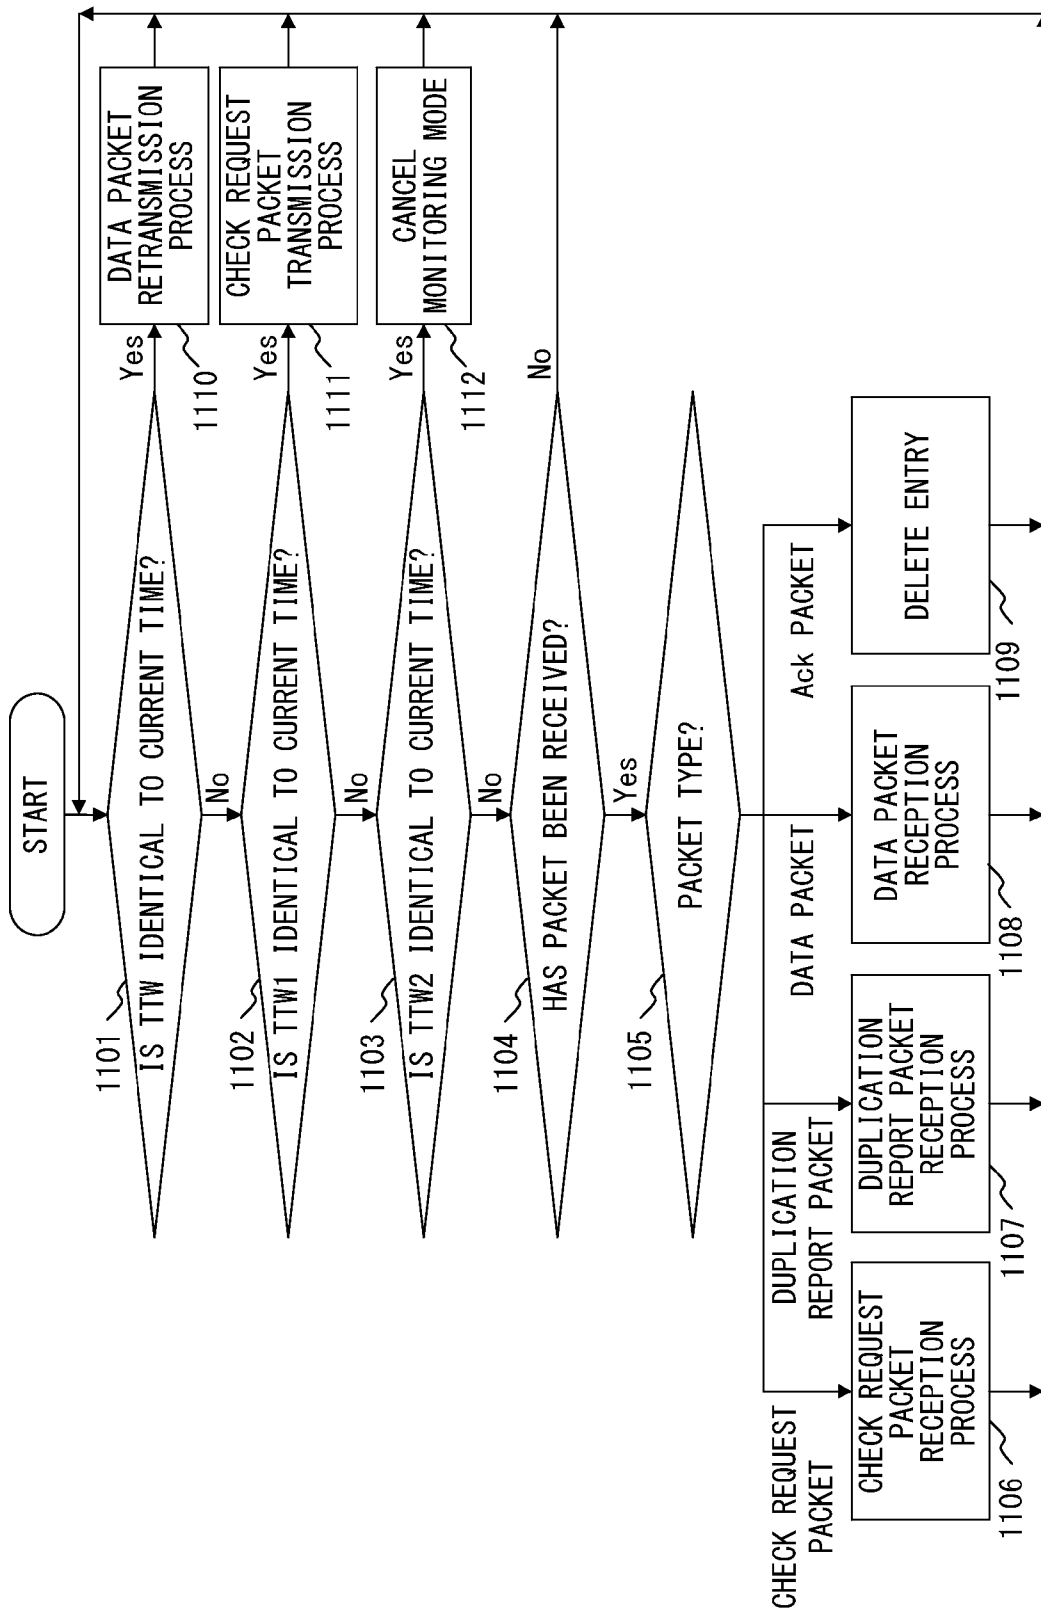 START
1101
IS TTW IDENTICAL TO CURRENT TIME?
Yes
DATA PACKET
RETRANSMISSION
PROCESS
1110
No
1102
IS TTW1 IDENTICAL TO CURRENT TIME?
Yes
CHECK REQUEST
PACKET
TRANSMISSION
PROCESS
1111
No
1103
IS TTW2 IDENTICAL TO CURRENT TIME?
Yes
CANCEL
MONITORING MODE
1112
No
1104
HAS PACKET BEEN RECEIVED?
No
Yes
1105
PACKET TYPE?
CHECK REQUEST
PACKET
DUPLICATION
REPORT PACKET
DATA PACKET
Ack PACKET
CHECK REQUEST
PACKET
RECEPTION
PROCESS
1106
DUPLICATION
REPORT PACKET
RECEPTION
PROCESS
1107
DATA PACKET
RECEPTION
PROCESS
1108
DELETE ENTRY
1109